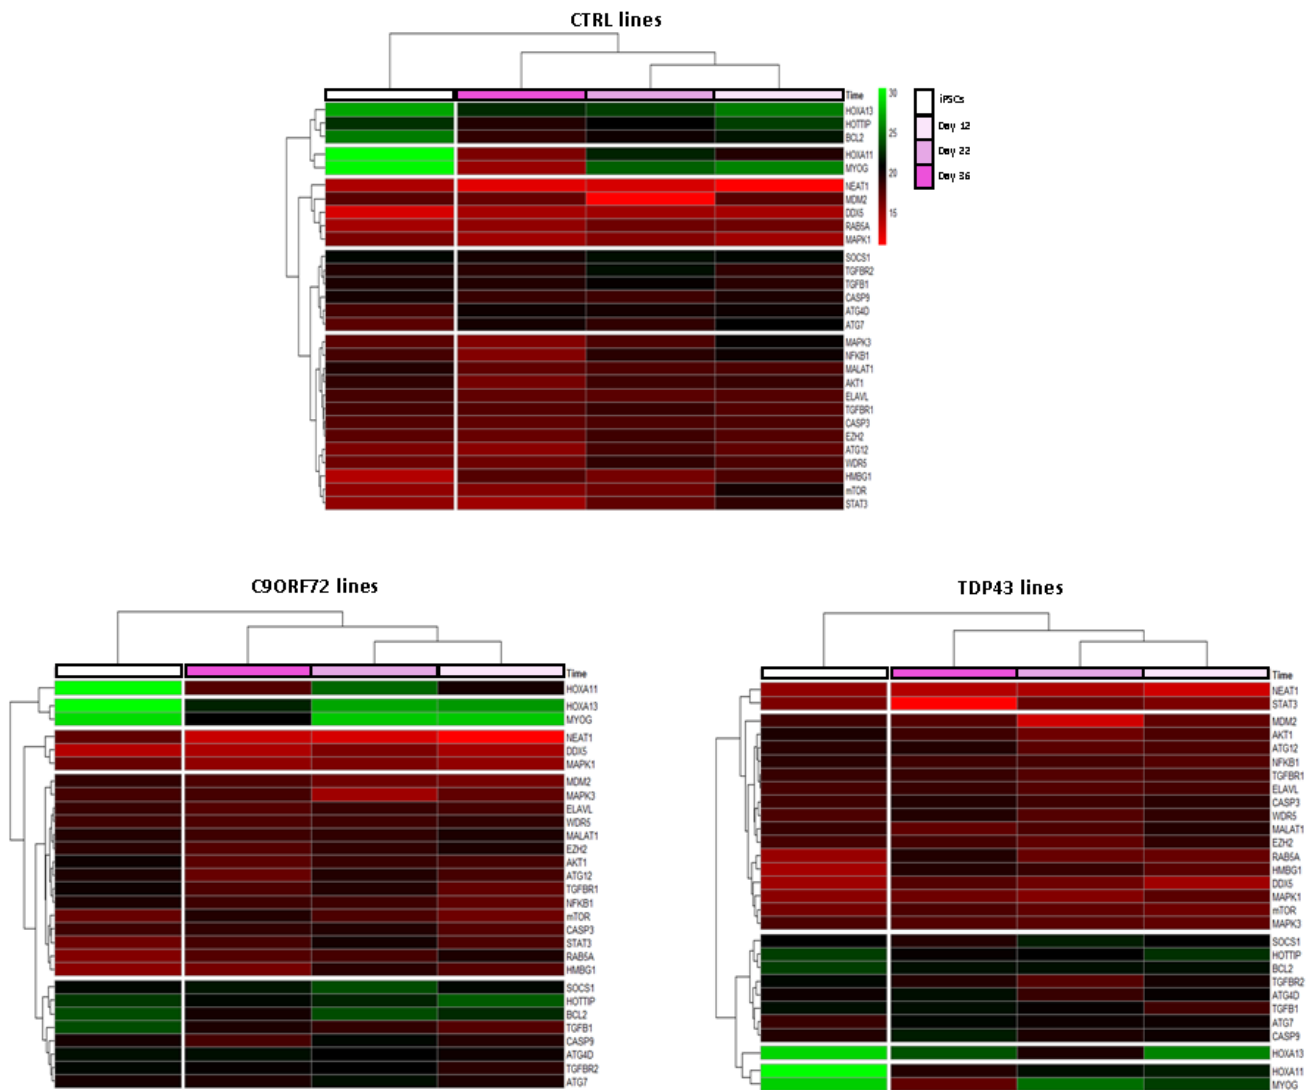 CTRL lines
Time
HOXA13
HOTTIP
BCL2
HOXA11
MYOG
NEAT1
MDM2
DDX5
RAB5A
MAPK1
SOCS1
TGFBR2
TGFB1
CASP9
ATG4D
ATG7
MAPK3
NFKB1
MALAT1
AKT1
ELAVL
TGFBR1
CASP3
EZH2
ATG12
WDR5
HMBG1
mTOR
STAT3
30
25
20
15
iPSCs
Day 12
Day 22
Day 36
C9ORF72 lines
Time
HOXA11
HOXA13
MYOG
NEAT1
DDX5
MAPK1
MDM2
MAPK3
ELAVL
WDR5
MALAT1
EZH2
AKT1
ATG12
TGFBR1
NFKB1
mTOR
CASP3
STAT3
RAB5A
HMBG1
SOCS1
HOTTIP
BCL2
TGFB1
CASP9
ATG4D
TGFBR2
ATG7
TDP43 lines
Time
NEAT1
STAT3
MDM2
AKT1
ATG12
NFKB1
TGFBR1
ELAVL
CASP3
WDR5
MALAT1
EZH2
RAB5A
HMBG1
DDX5
MAPK1
mTOR
MAPK3
SOCS1
HOTTIP
BCL2
TGFBR2
ATG4D
TGFB1
ATG7
CASP9
HOXA13
HOXA11
MYOG